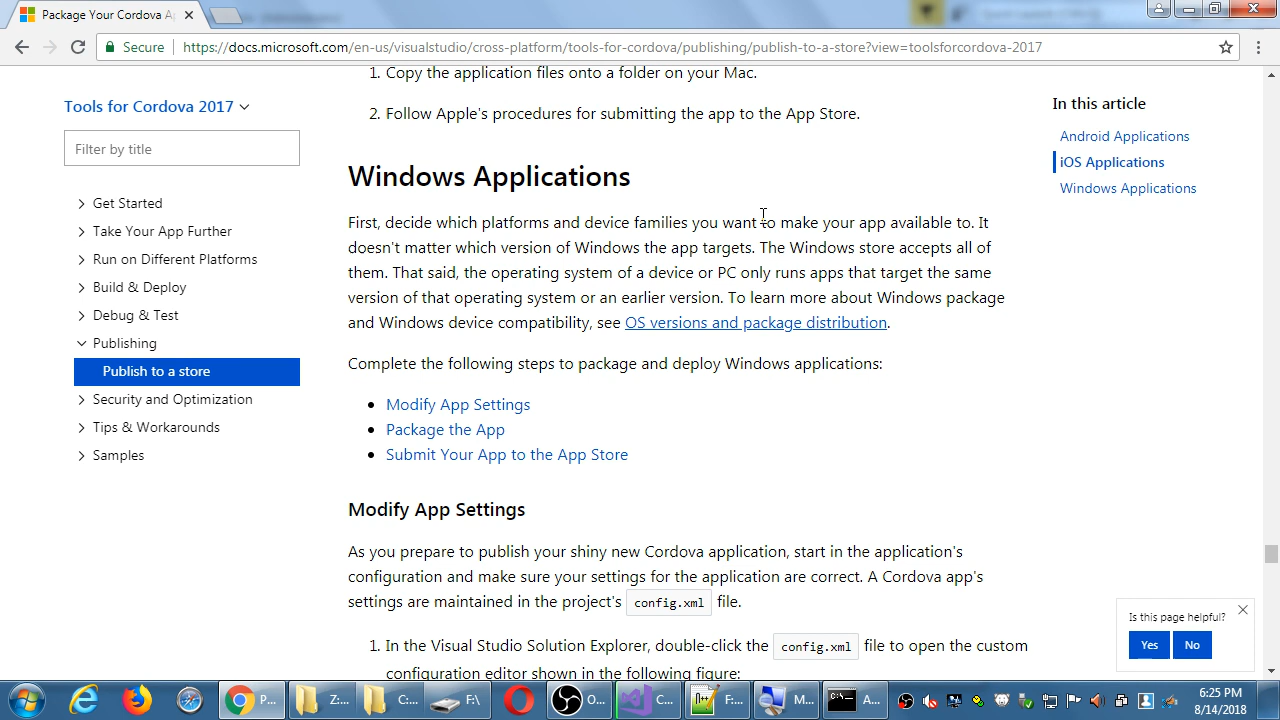 Package Your Cordova A
Secure
https://docs.microsoft.com/en-us/visualstudio/cross-platform/tools-for-cordova/publishing/publish-to-a-store?view=toolsforcordova-2017
Tools for Cordova 2017
Filter by title
Get Started
Take Your App Further
Run on Different Platforms
Build & Deploy
Debug & Test
Publishing
Publish to a store
Security and Optimization
Tips & Workarounds
Samples
1. Copy the application files onto a folder on your Mac.
2. Follow Apple's procedures for submitting the app to the App Store.
Windows Applications
First, decide which platforms and device families you want to make your app available to. It
doesn't matter which version of Windows the app targets. The Windows store accepts all of
them. That said, the operating system of a device or PC only runs apps that target the same
version of that operating system or an earlier version. To learn more about Windows package
and Windows device compatibility, see OS versions and package distribution.
Complete the following steps to package and deploy Windows applications:
Modify App Settings
Package the App
Submit Your App to the App Store
Modify App Settings
As you prepare to publish your shiny new Cordova application, start in the application's
configuration and make sure your settings for the application are correct. A Cordova app's
settings are maintained in the project's config.xml file.
1. In the Visual Studio Solution Explorer, double-click the config.xml file to open the custom
configuration editor shown in the following figure:
In this article
Android Applications
iOS Applications
Windows Applications
Is this page helpful?
Yes
No
P...
Z:...
C:...
F:\
O...
C...
F:...
M...
A...
6:25 PM
8/14/2018